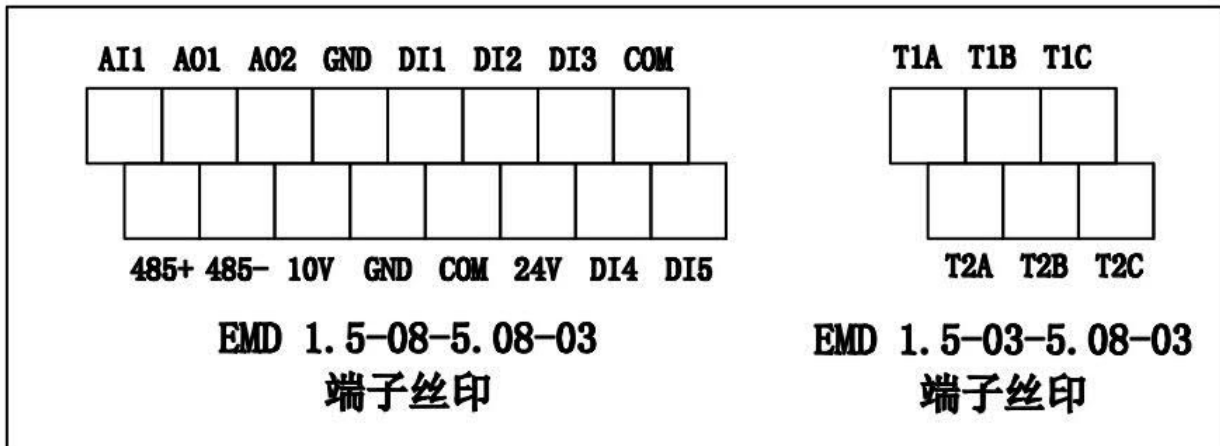 AI1 AO1 AO2 GND DI1 DI2 DI3 COM
485+ 485- 10V GND COM 24V DI4 DI5
EMD 1.5-08-5.08-03
端子丝印
T1A T1B T1C
T2A T2B T2C
EMD 1.5-03-5.08-03
端子丝印